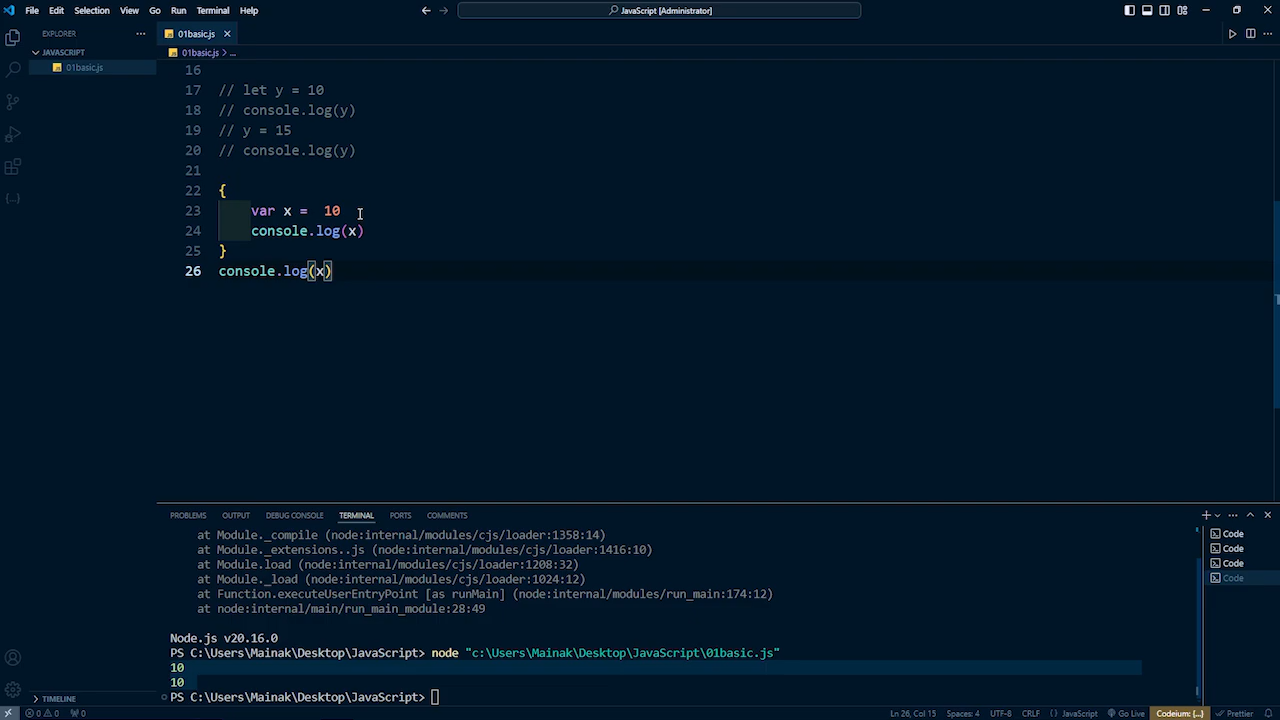 File Edit Selection View Go Run Terminal Help
JavaScript [Administrator]
EXPLORER
01basic.js
JAVASCRIPT
01basic.js > ...
01basic.js
16
17 // let y = 10
18 // console.log(y)
19 // y = 15
20 // console.log(y)
21
22 {
23 var x =  10
24 console.log(x)
25 }
26 console.log(x)
PROBLEMS OUTPUT DEBUG CONSOLE TERMINAL PORTS COMMENTS
at Module._compile (node:internal/modules/cjs/loader:1358:14)
at Module._extensions..js (node:internal/modules/cjs/loader:1416:10)
at Module.load (node:internal/modules/cjs/loader:1208:32)
at Module._load (node:internal/modules/cjs/loader:1024:12)
at Function.executeUserEntryPoint [as runMain] (node:internal/modules/run_main:174:12)
at node:internal/main/run_main_module:28:49
Node.js v20.16.0
PS C:\Users\Mainak\Desktop\JavaScript> node "c:\Users\Mainak\Desktop\JavaScript\01basic.js"
10
10
PS C:\Users\Mainak\Desktop\JavaScript>
Code
Code
Code
Code
TIMELINE
0 0 0 Ln 26, Col 15 Spaces: 4 UTF-8 CRLF {} JavaScript Go Live Codeium: {...} Prettier